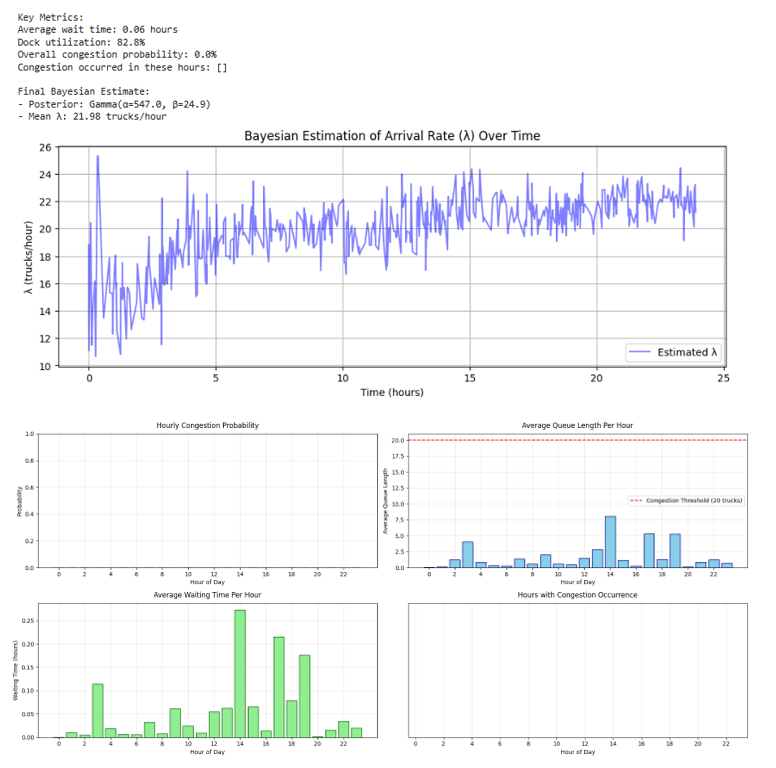 Key Metrics:
Average wait time: 0.06 hours
Dock utilization: 82.8%
Overall congestion probability: 0.0%
Congestion occurred in these hours: []
Final Bayesian Estimate:
- Posterior: Gamma(α=547.0, β=24.9)
- Mean λ: 21.98 trucks/hour
Bayesian Estimation of Arrival Rate (λ) Over Time
λ (trucks/hour)
26
24
22
20
18
16
14
12
10
Estimated λ
0 5 10 15 20 25
Time (hours)
Hourly Congestion Probability
Probability
1.0
0.8
0.6
0.4
0.2
0.0
0 2 4 6 8 10 12 14 16 18 20 22
Hour of Day
Average Queue Length Per Hour
Average Queue Length
20.0
17.5
15.0
12.5
10.0
7.5
5.0
2.5
0.0
Congestion Threshold (20 trucks)
0 2 4 6 8 10 12 14 16 18 20 22
Hour of Day
Average Waiting Time Per Hour
Waiting Time (hours)
0.25
0.20
0.15
0.10
0.05
0.00
0 2 4 6 8 10 12 14 16 18 20 22
Hour of Day
Hours with Congestion Occurrence
0 2 4 6 8 10 12 14 16 18 20 22
Hour of Day